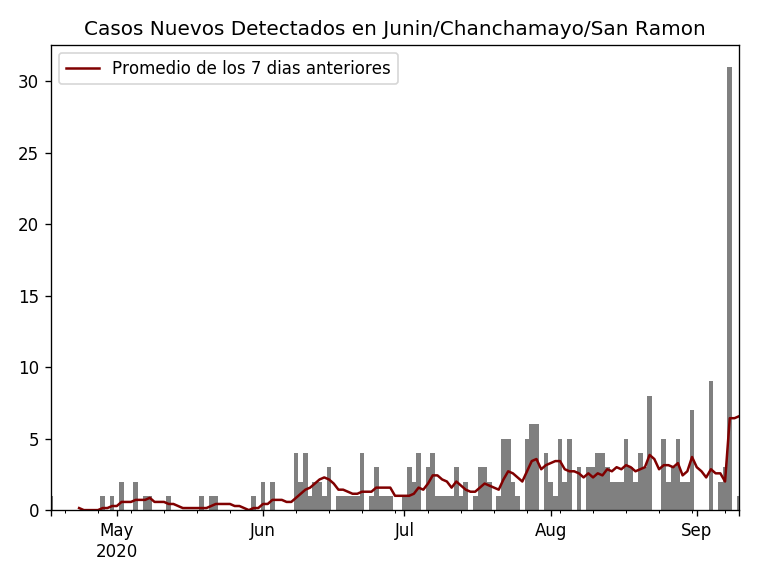 Casos Nuevos Detectados en Junin/Chanchamayo/San Ramon
Promedio de los 7 dias anteriores
30
25
20
15
10
5
0
May Jun Jul Aug Sep
2020